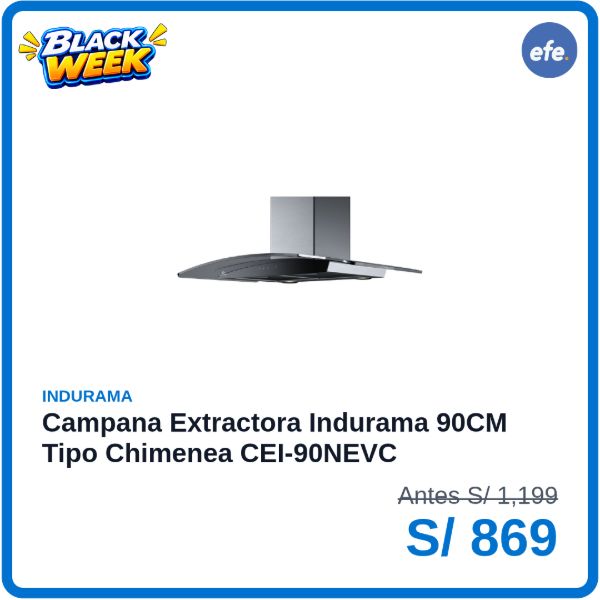 BLACK
WEEK
efe.
INDURAMA
Campana Extractora Indurama 90CM
Tipo Chimenea CEI-90NEVC
Antes S/ 1,199
S/ 869